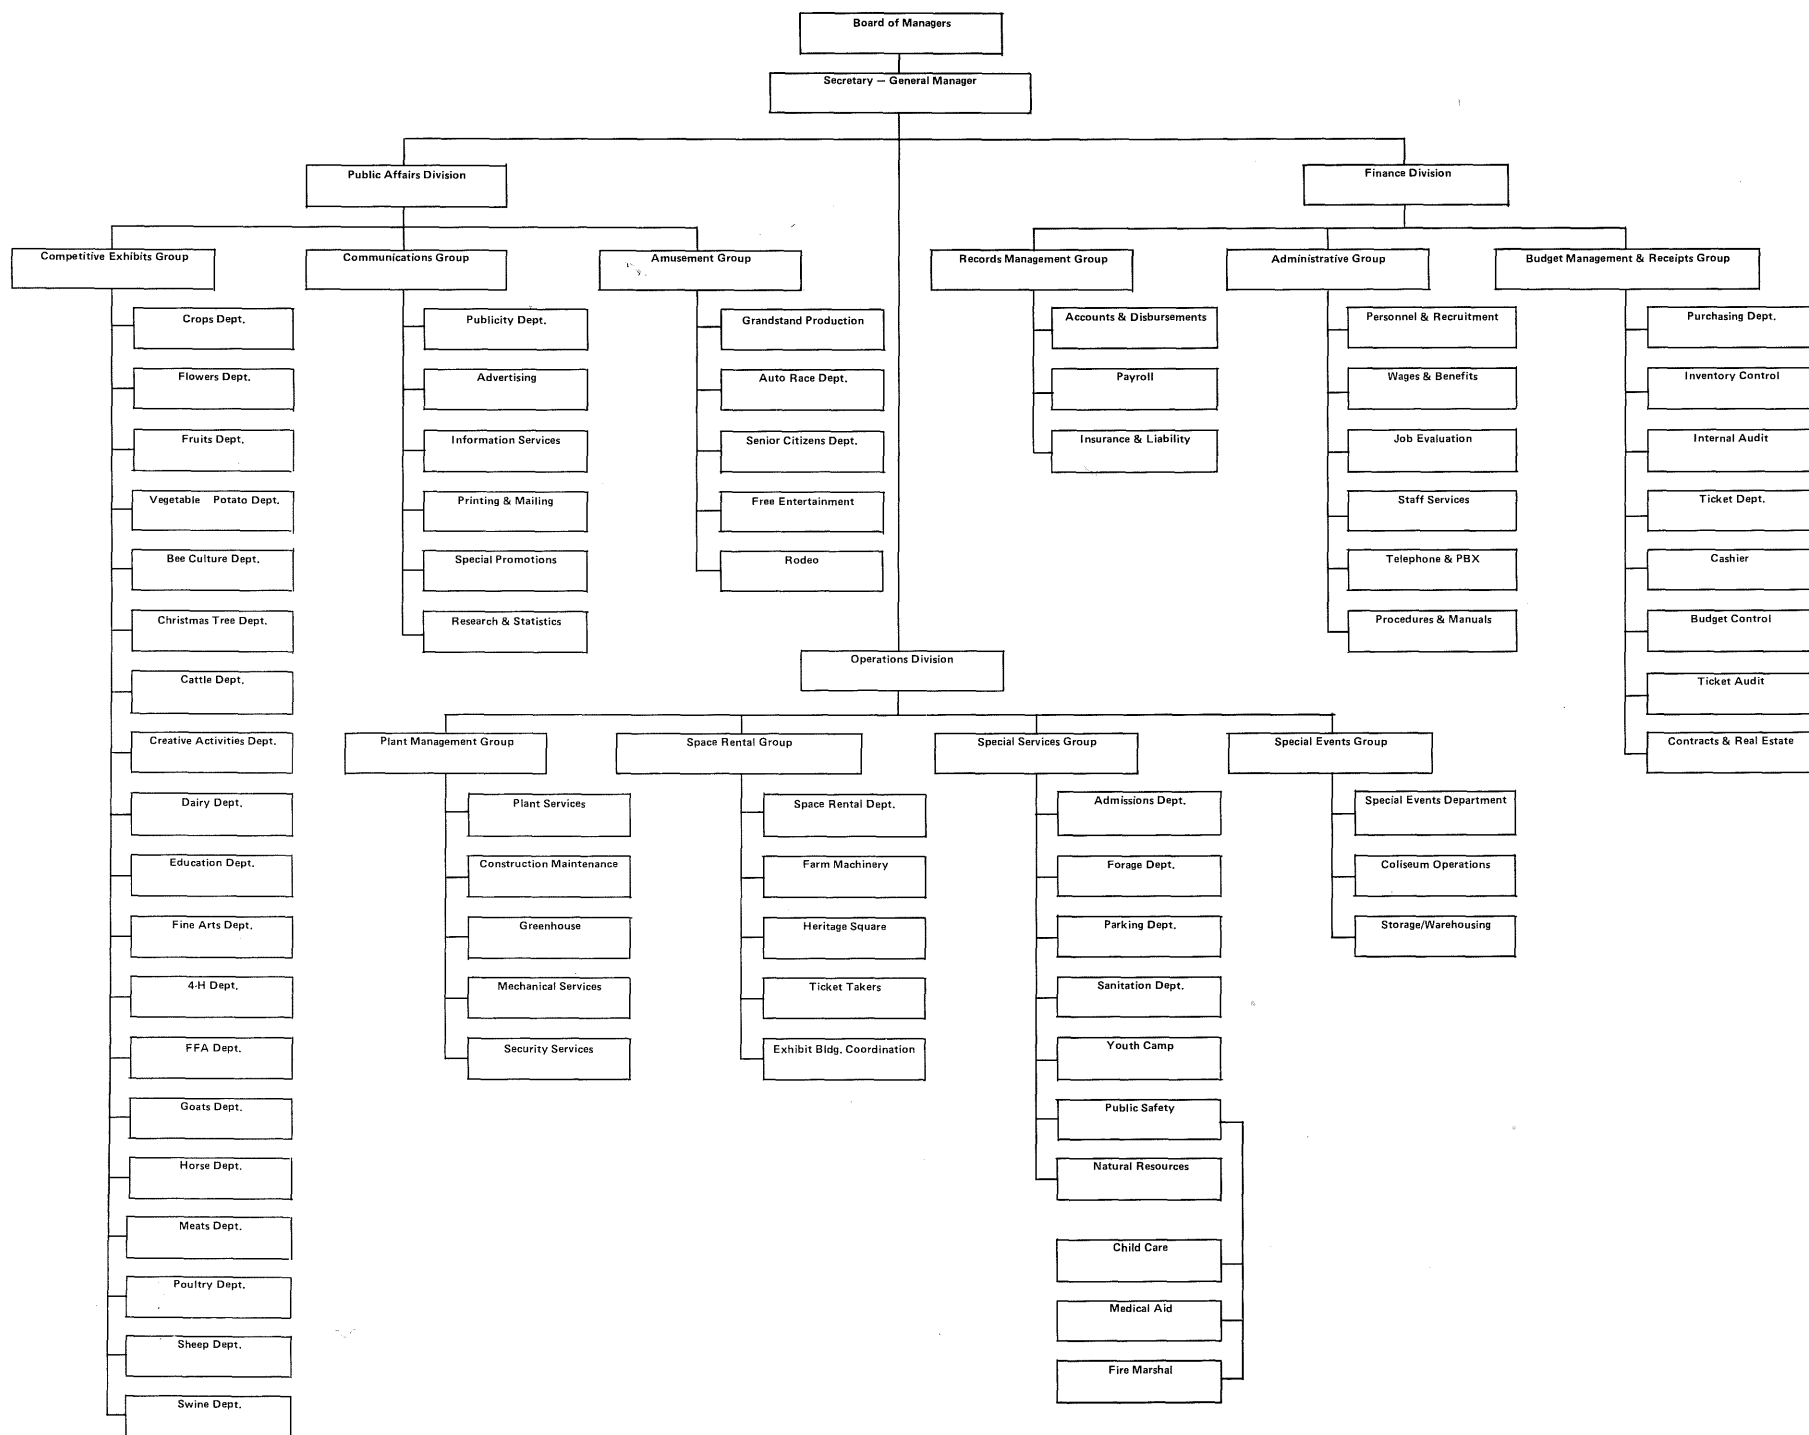 Board of Managers
Secretary — General Manager
Public Affairs Division
Finance Division
Competitive Exhibits Group
Communications Group
Amusement Group
Records Management Group
Administrative Group
Budget Management & Receipts Group
Crops Dept.
Flowers Dept.
Fruits Dept.
Vegetable Potato Dept.
Bee Culture Dept.
Christmas Tree Dept.
Cattle Dept.
Creative Activities Dept.
Dairy Dept.
Education Dept.
Fine Arts Dept.
4-H Dept.
FFA Dept.
Goats Dept.
Horse Dept.
Meats Dept.
Poultry Dept.
Sheep Dept.
Swine Dept.
Publicity Dept.
Advertising
Information Services
Printing & Mailing
Special Promotions
Research & Statistics
Grandstand Production
Auto Race Dept.
Senior Citizens Dept.
Free Entertainment
Rodeo
Accounts & Disbursements
Payroll
Insurance & Liability
Personnel & Recruitment
Wages & Benefits
Job Evaluation
Staff Services
Telephone & PBX
Procedures & Manuals
Purchasing Dept.
Inventory Control
Internal Audit
Ticket Dept.
Cashier
Budget Control
Ticket Audit
Contracts & Real Estate
Operations Division
Plant Management Group
Space Rental Group
Special Services Group
Special Events Group
Plant Services
Construction Maintenance
Greenhouse
Mechanical Services
Security Services
Space Rental Dept.
Farm Machinery
Heritage Square
Ticket Takers
Exhibit Bldg. Coordination
Admissions Dept.
Forage Dept.
Parking Dept.
Sanitation Dept.
Youth Camp
Public Safety
Natural Resources
Child Care
Medical Aid
Fire Marshal
Special Events Department
Coliseum Operations
Storage/Warehousing